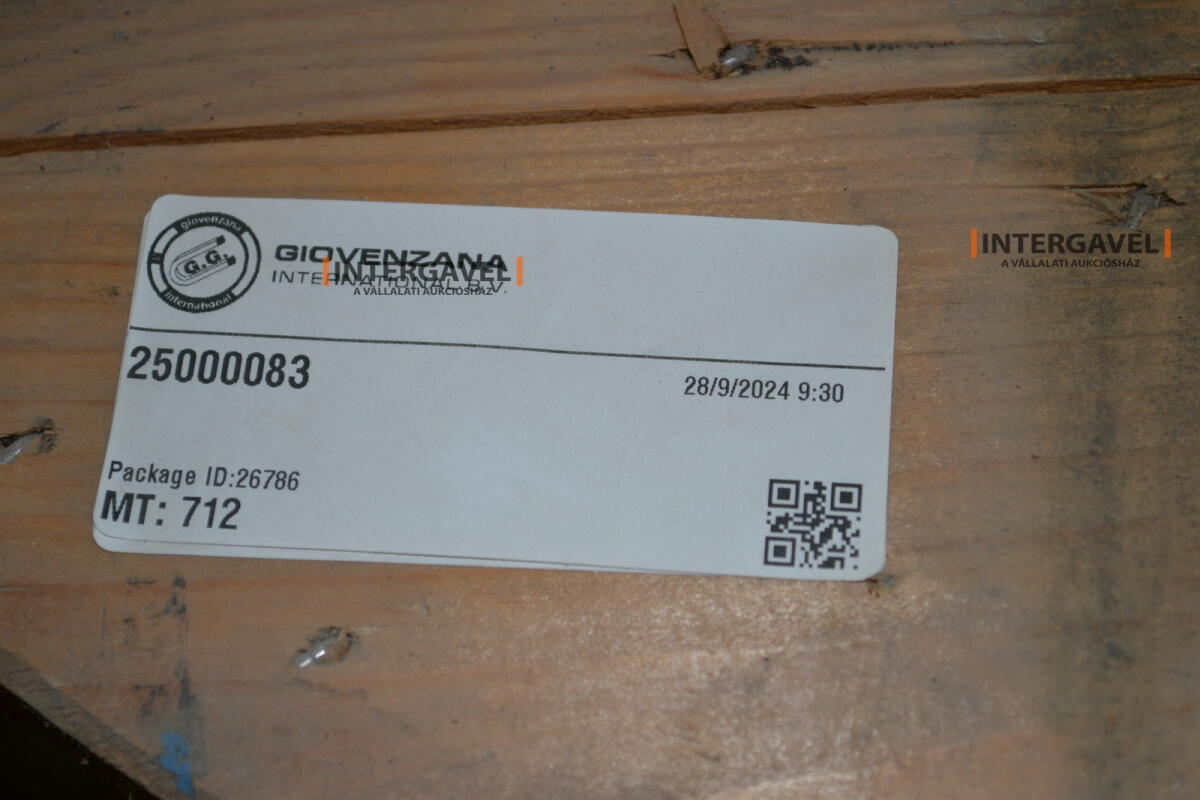 giovenzana
G.G.
international
GIOVENZANA
INTERNATIONAL B.V.
INTERGAVEL
A VÁLLALATI AUKCIÓSHÁZ
INTERGAVEL
A VÁLLALATI AUKCIÓSHÁZ
25000083
28/9/2024 9:30
Package ID:26786
MT: 712